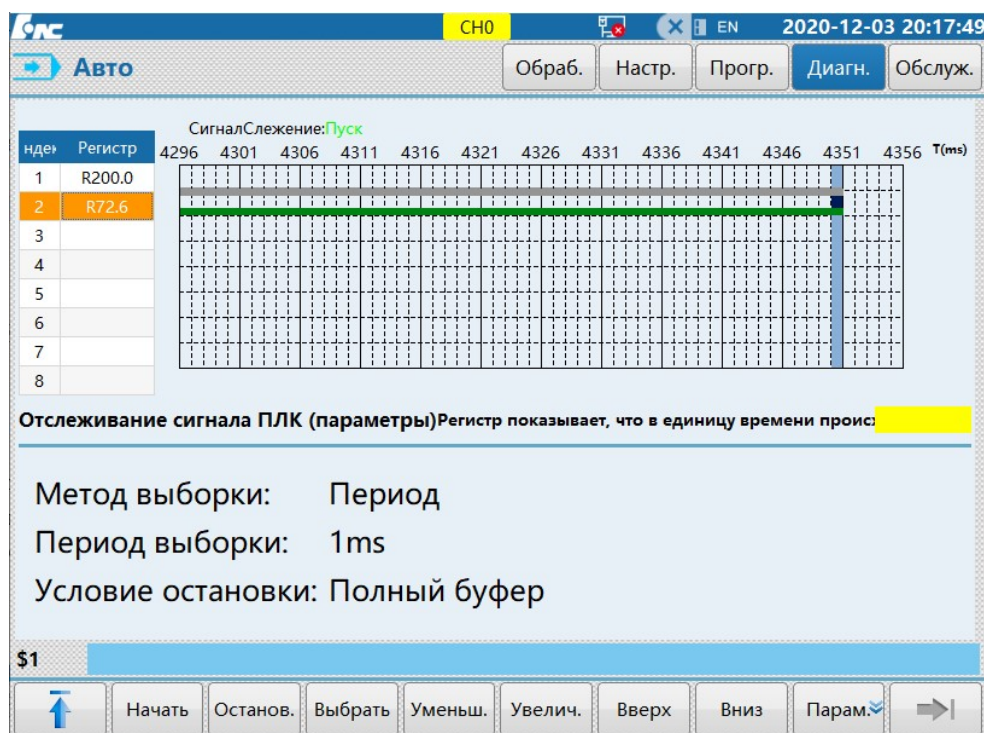 CH0 EN 2020-12-03 20:17:49
Авто Обраб. Настр. Прогр. Диагн. Обслуж.
СигналСлежение:Пуск
ндек Регистр 4296 4301 4306 4311 4316 4321 4326 4331 4336 4341 4346 4351 4356 T(ms)
1 R200.0
2 R72.6
3
4
5
6
7
8
Отслеживание сигнала ПЛК (параметры)Регистр показывает, что в единицу времени проис
Метод выборки: Период
Период выборки: 1ms
Условие остановки: Полный буфер
$1
Начать Останов. Выбрать Уменьш. Увелич. Вверх Вниз Парам.